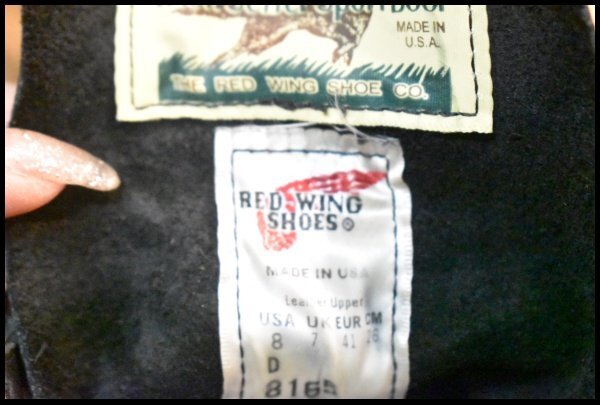 MADE IN
U.S.A.
THE RED WING SHOE CO.
RED WING
SHOES®
MADE IN USA
Leather Upper
USA UK EUR CM
8 7 41 26
D
8165